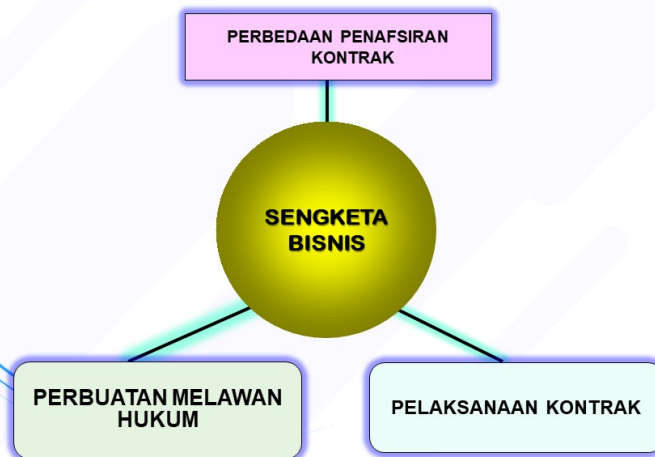 PERBEDAAN PENAFSIRAN
KONTRAK
SENGKETA
BISNIS
PERBUATAN MELAWAN
HUKUM
PELAKSANAAN KONTRAK